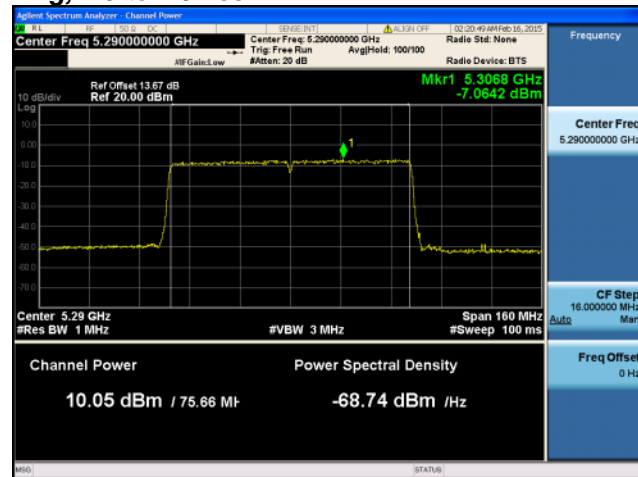 Agilent Spectrum Analyzer - Channel Power
RL RF 50 Ω DC SENSE:INT ALIGN OFF 02:20:49 AM Feb 16, 2015
Center Freq 5.290000000 GHz
Center Freq: 5.290000000 GHz
Radio Std: None
Trig: Free Run Avg|Hold: 100/100
#IFGain:Low #Atten: 20 dB Radio Device: BTS
Frequency
Mkr1 5.3068 GHz
-7.0642 dBm
Ref Offset 13.67 dB
10 dB/div Ref 20.00 dBm
Log
10.0
0.00
-10.0
-20.0
-30.0
-40.0
-50.0
-60.0
-70.0
1
Center 5.29 GHz Span 160 MHz
#Res BW 1 MHz #VBW 3 MHz #Sweep 100 ms
Channel Power Power Spectral Density
10.05 dBm / 75.66 MH -68.74 dBm /Hz
Center Freq
5.290000000 GHz
CF Step
16.000000 MHz
Auto Man
Freq Offset
0 Hz
MSG STATUS